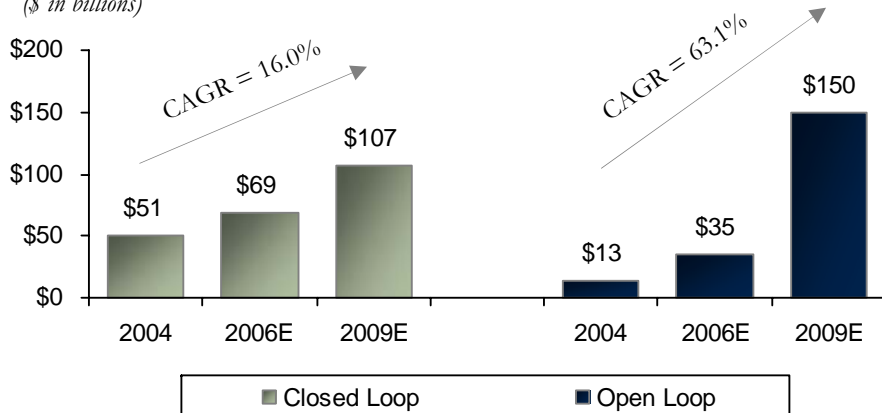 ($ in billions)
CAGR = 16.0%
CAGR = 63.1%
$200
$150
$100
$50
$0
$51
$69
$107
$13
$35
$150
2004
2006E
2009E
2004
2006E
2009E
Closed Loop
Open Loop